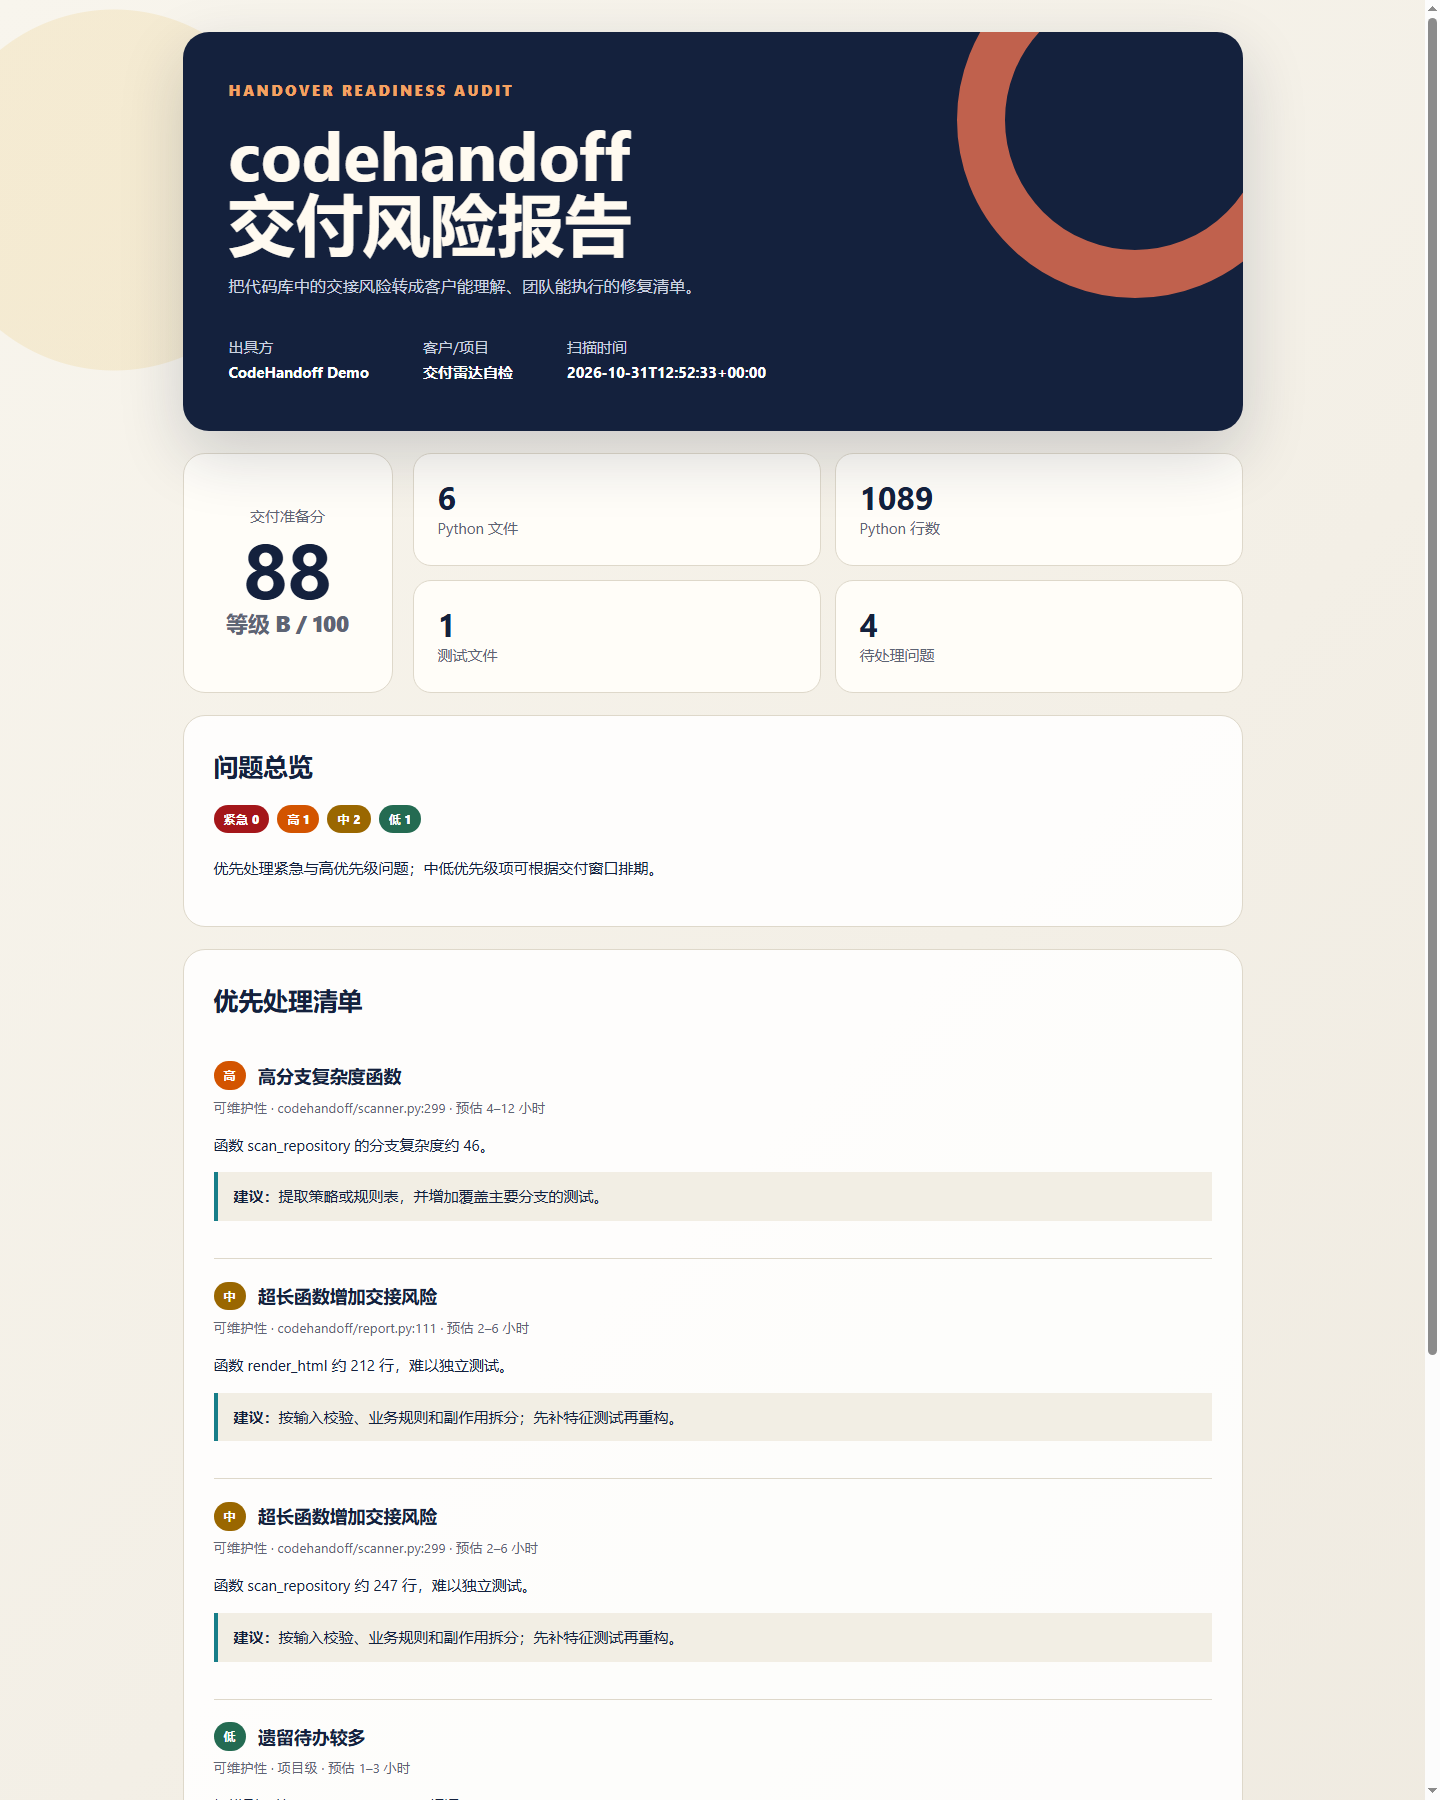 HANDOVER READINESS AUDIT
codehandoff
交付风险报告
把代码库中的交接风险转成客户能理解、团队能执行的修复清单。
出具方
CodeHandoff Demo
客户/项目
交付雷达自检
扫描时间
2026-10-31T12:52:33+00:00
交付准备分
88
等级 B / 100
6
Python 文件
1089
Python 行数
1
测试文件
4
待处理问题
问题总览
紧急 0 高 1 中 2 低 1
优先处理紧急与高优先级问题；中低优先级项可根据交付窗口排期。
优先处理清单
高 高分支复杂度函数
可维护性 · codehandoff/scanner.py:299 · 预估 4–12 小时
函数 scan_repository 的分支复杂度约 46。
建议：提取策略或规则表，并增加覆盖主要分支的测试。
中 超长函数增加交接风险
可维护性 · codehandoff/report.py:111 · 预估 2–6 小时
函数 render_html 约 212 行，难以独立测试。
建议：按输入校验、业务规则和副作用拆分；先补特征测试再重构。
中 超长函数增加交接风险
可维护性 · codehandoff/scanner.py:299 · 预估 2–6 小时
函数 scan_repository 约 247 行，难以独立测试。
建议：按输入校验、业务规则和副作用拆分；先补特征测试再重构。
低 遗留待办较多
可维护性 · 项目级 · 预估 1–3 小时